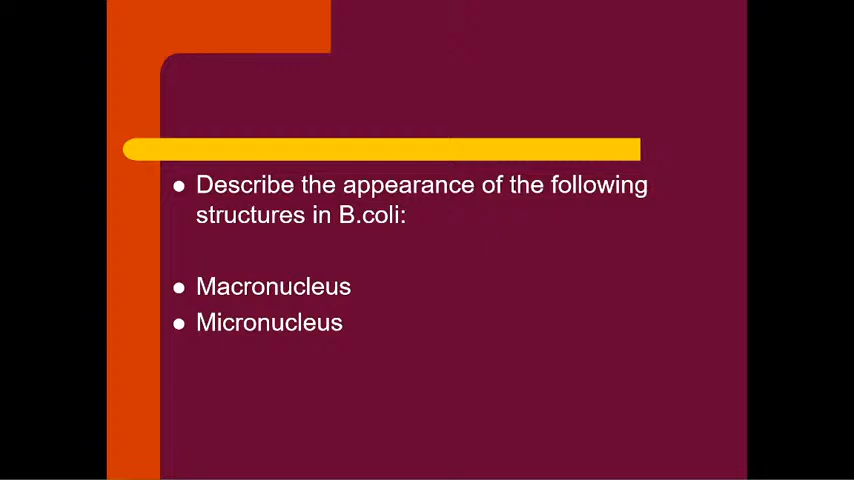 ● Describe the appearance of the following
structures in B.coli:
● Macronucleus
● Micronucleus